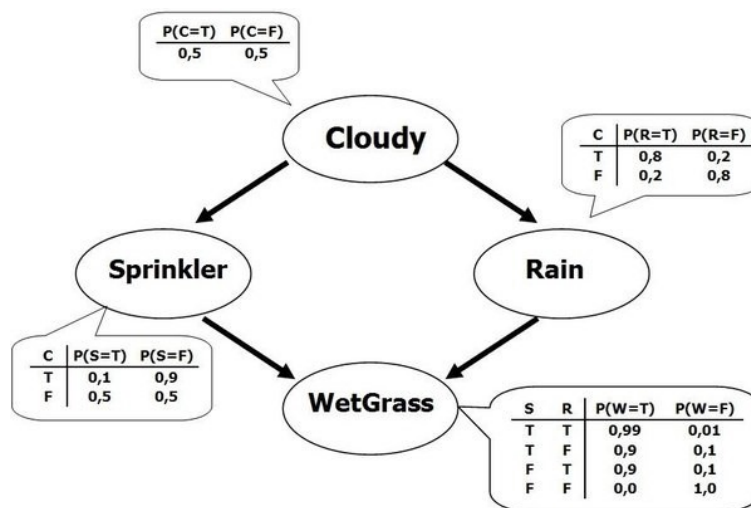 P(C=T) P(C=F)
0,5 0,5
Cloudy
C P(R=T) P(R=F)
T 0,8 0,2
F 0,2 0,8
Sprinkler
Rain
C P(S=T) P(S=F)
T 0,1 0,9
F 0,5 0,5
WetGrass
S R P(W=T) P(W=F)
T T 0,99 0,01
T F 0,9 0,1
F T 0,9 0,1
F F 0,0 1,0